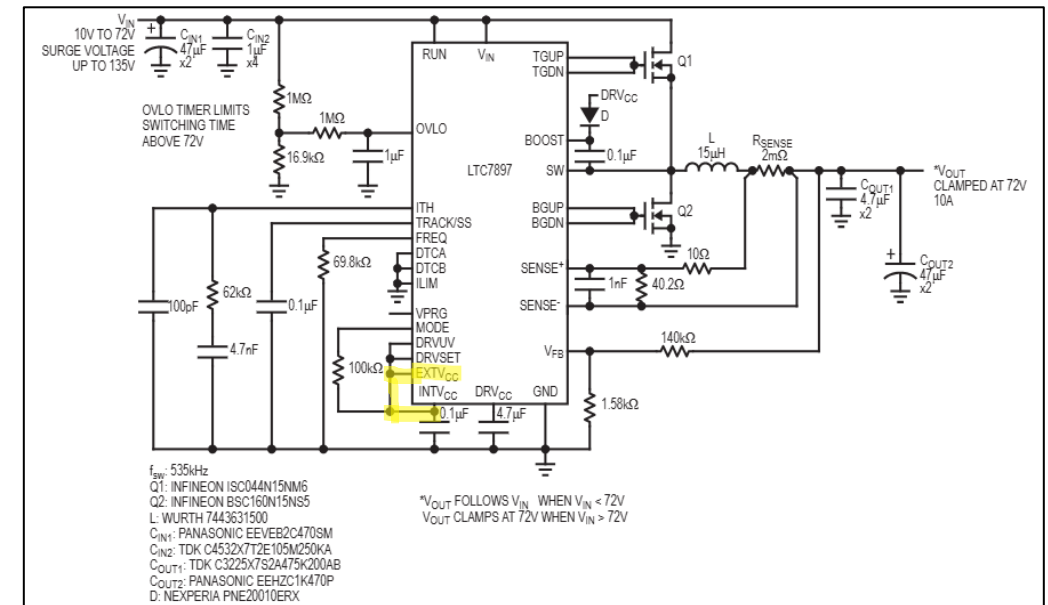 VIN
10V TO 72V
SURGE VOLTAGE
UP TO 135V
+
CIN1
47μF
x2
CIN2
1μF
x4
OVLO TIMER LIMITS
SWITCHING TIME
ABOVE 72V
1MΩ
1MΩ
16.9kΩ
1μF
RUN
VIN
TGUP
TGDN
Q1
DRVCC
D
OVLO
BOOST
0.1μF
LTC7897
SW
L
15μH
RSENSE
2mΩ
*VOUT
CLAMPED AT 72V
10A
COUT1
4.7μF
x2
BGUP
BGDN
Q2
ITH
TRACK/SS
FREQ
DTCA
DTCB
ILIM
SENSE+
10Ω
1nF
40.2Ω
SENSE-
+
COUT2
47μF
x2
69.8kΩ
100pF
62kΩ
0.1μF
4.7nF
VPRG
MODE
DRVUV
DRVSET
EXTVCC
100kΩ
VFB
140kΩ
INTVCC
DRVCC
GND
0.1μF
4.7μF
1.58kΩ
fSW: 535kHz
Q1: INFINEON ISC044N15NM6
Q2: INFINEON BSC160N15NS5
L: WURTH 7443631500
CIN1: PANASONIC EEVEB2C470SM
CIN2: TDK C4532X7T2E105M250KA
COUT1: TDK C3225X7S2A475K200AB
COUT2: PANASONIC EEHZC1K470P
D: NEXPERIA PNE20010ERX
*VOUT FOLLOWS VIN WHEN VIN < 72V
VOUT CLAMPS AT 72V WHEN VIN > 72V